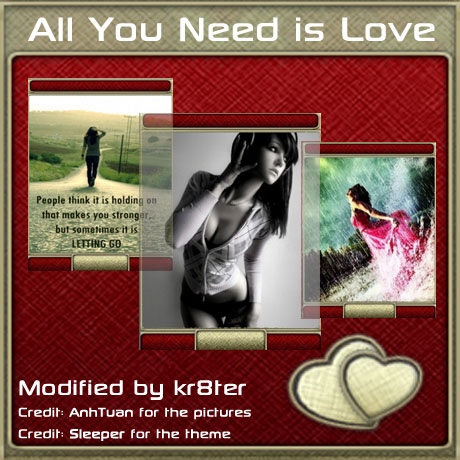 All You Need is Love
People think it is holding on
that makes you stronger,
but sometimes it is
LETTING GO
Modified by kr8ter
Credit: AnhTuan for the pictures
Credit: Sleeper for the theme